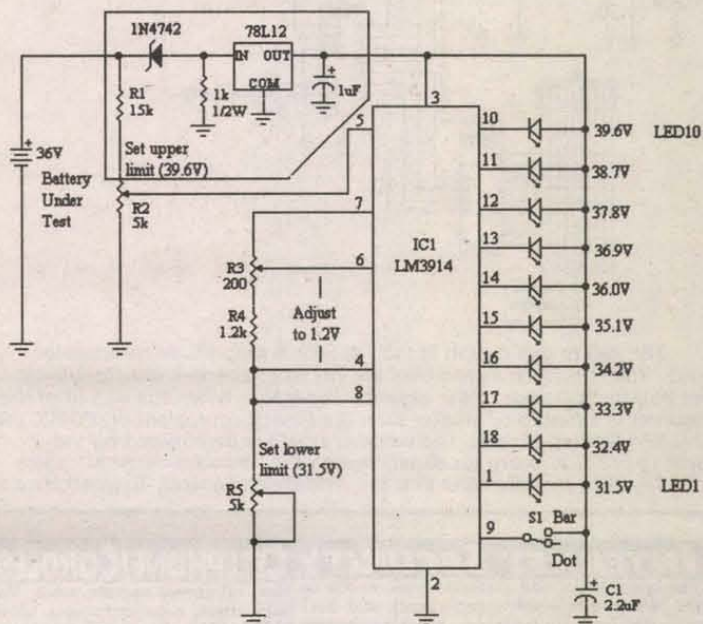 1N4742
78L12
IN OUT
COM
R1
15k
1k
1/2W
1uF
3
5
10
39.6V
LED10
36V
Set upper
limit (39.6V)
Battery
Under
Test
R2
5k
11
38.7V
7
12
37.8V
IC1
LM3914
13
36.9V
R3
200
6
14
36.0V
Adjust
to 1.2V
15
35.1V
R4
1.2k
4
16
34.2V
8
17
33.3V
Set lower
limit (31.5V)
18
32.4V
R5
5k
1
31.5V
LED1
9
S1
Bar
Dot
2
C1
2.2uF